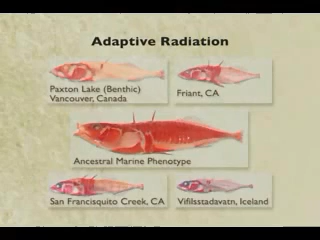 Adaptive Radiation
Paxton Lake (Benthic)
Vancouver, Canada
Friant, CA
Ancestral Marine Phenotype
San Francisquito Creek, CA
Vifilsstadavatn, Iceland